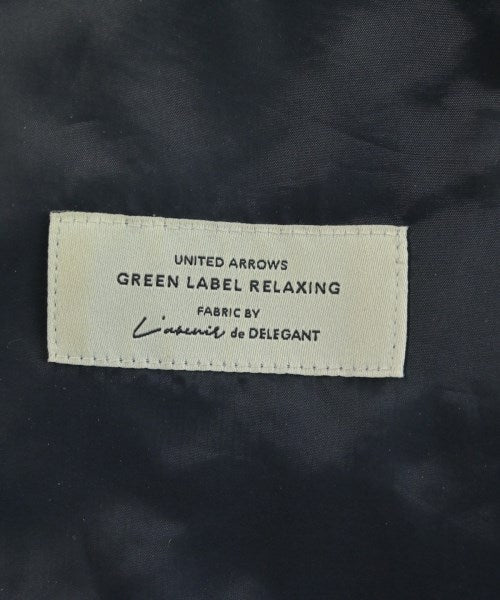 UNITED ARROWS
GREEN LABEL RELAXING
FABRIC BY
L'avenir de DELEGANT